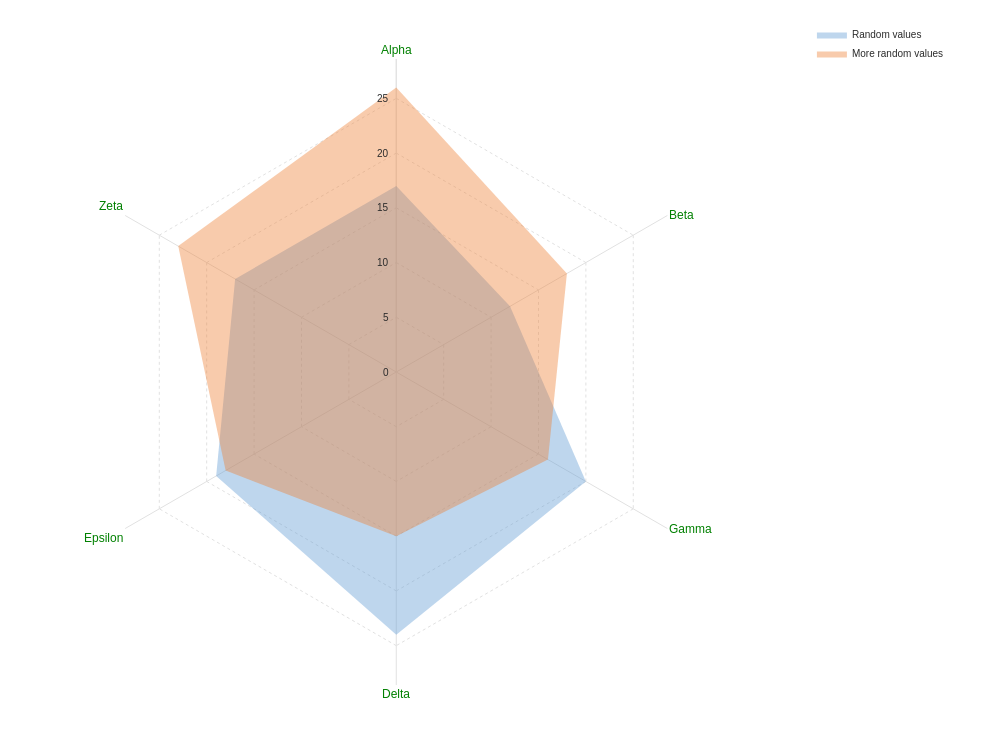 Random values
More random values
Alpha
25
20
Zeta
15
Beta
10
5
0
Gamma
Epsilon
Delta